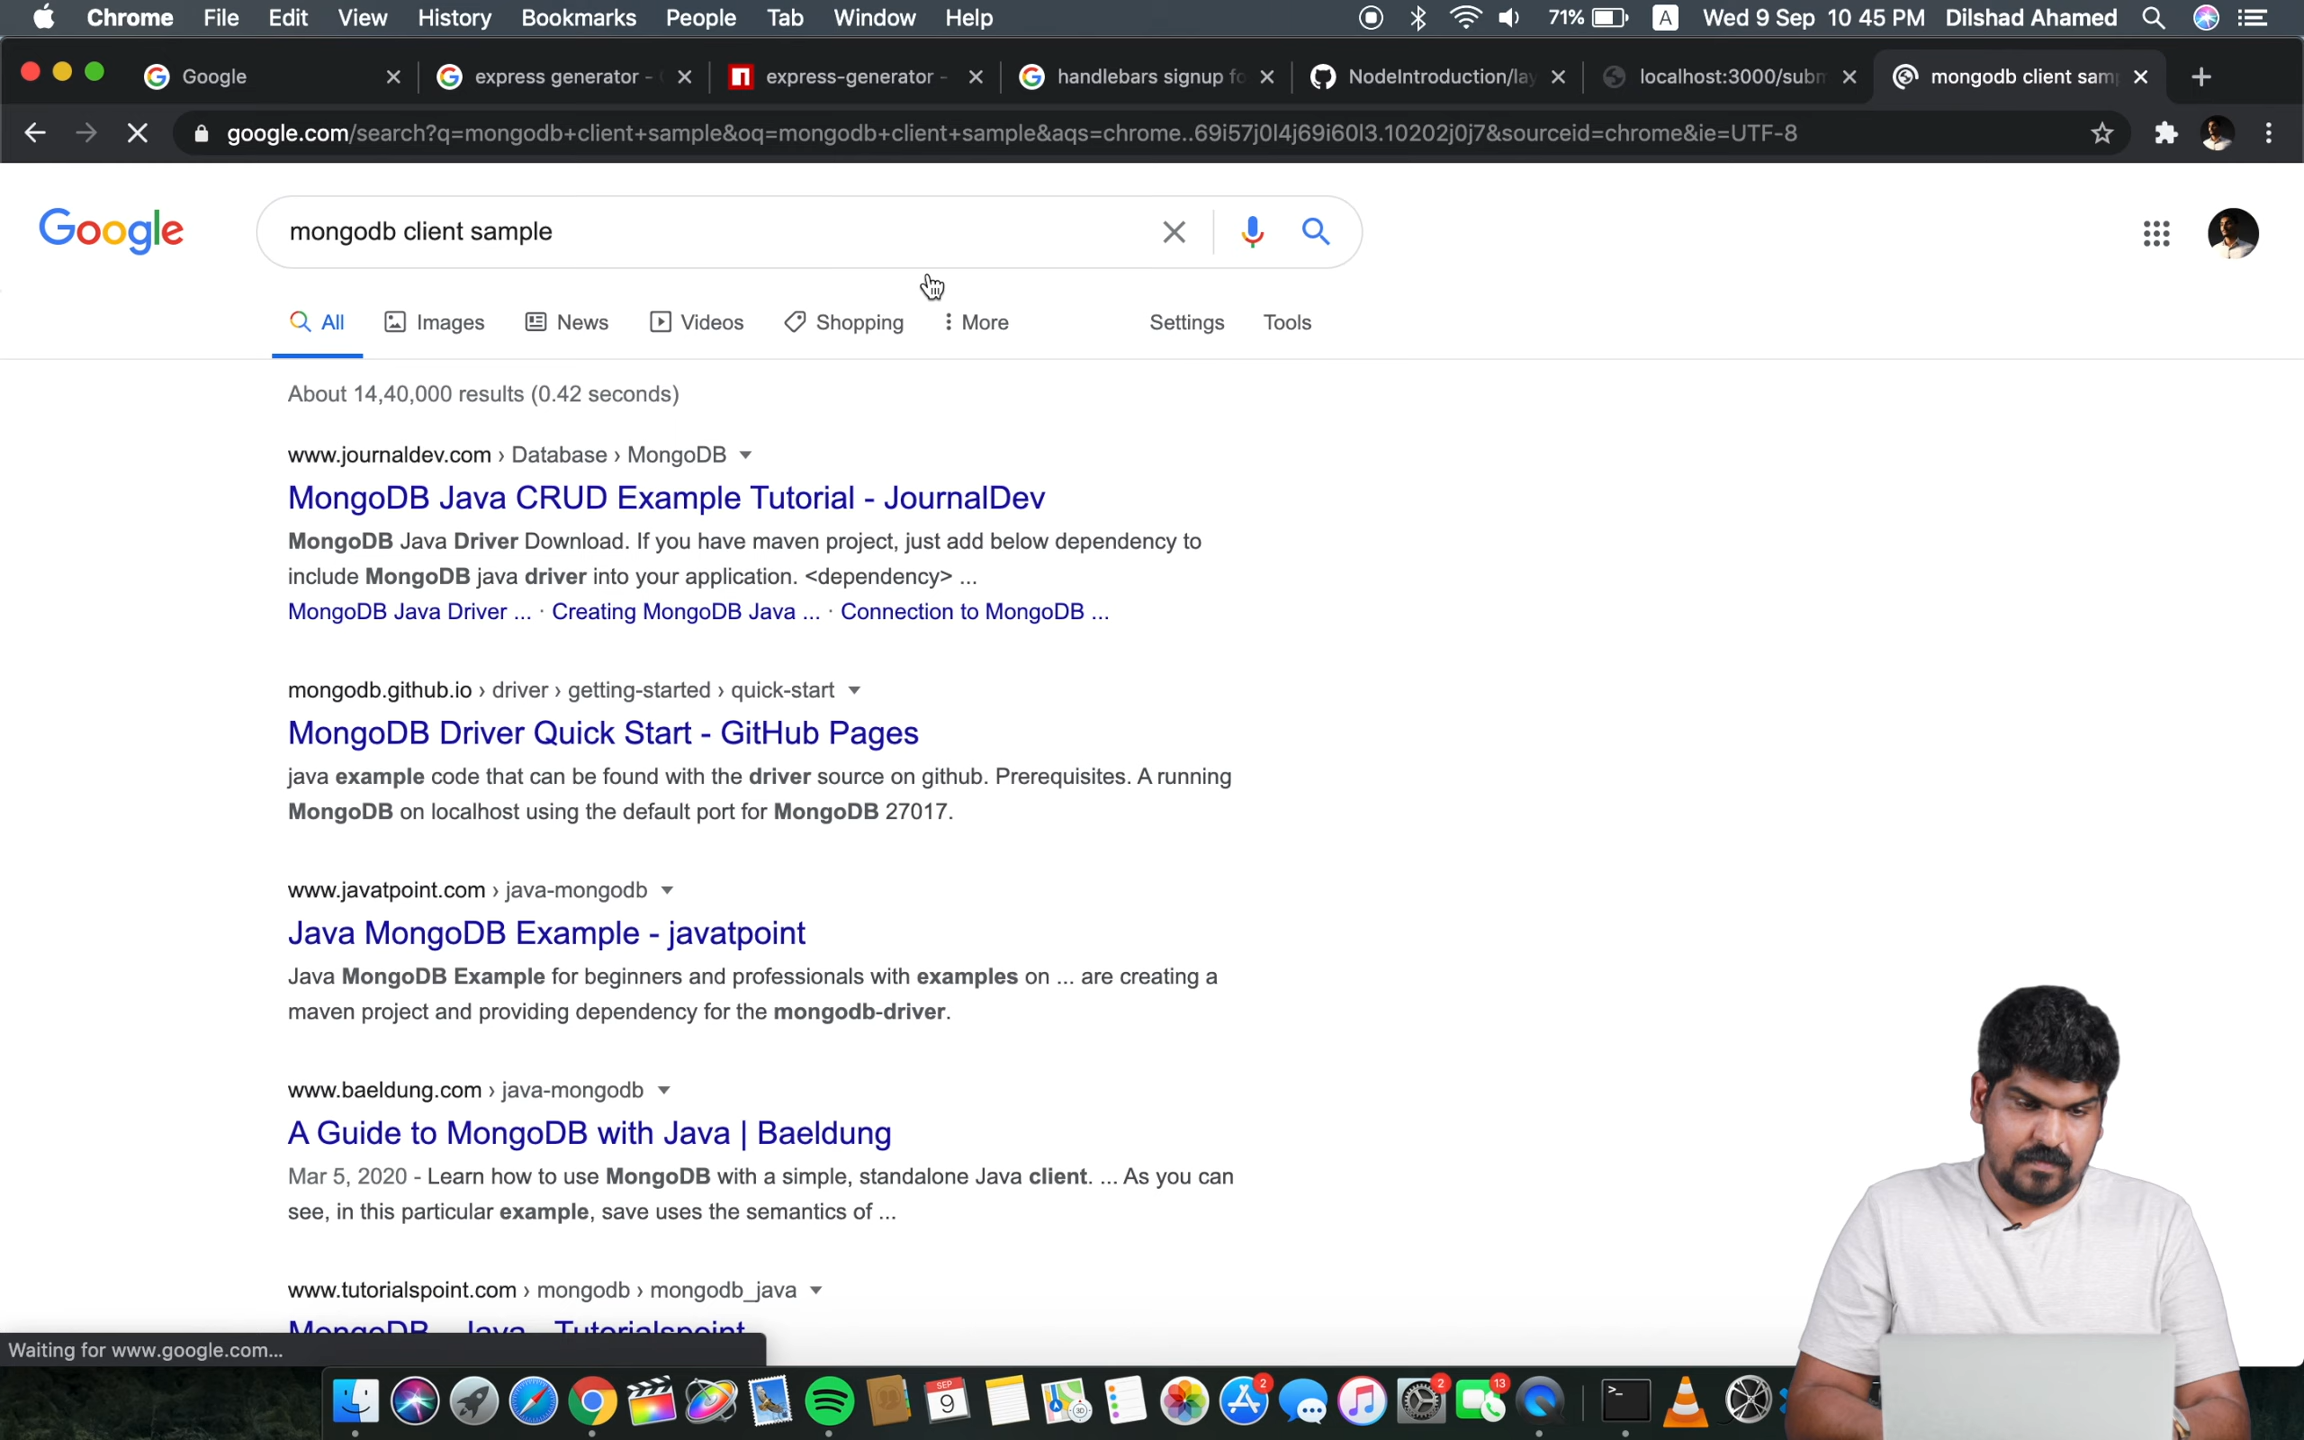 Chrome File Edit View History Bookmarks People Tab Window Help 71% A Wed 9 Sep 10 45 PM Dilshad Ahamed
Google express generator - express-generator - handlebars signup fo NodeIntroduction/lay localhost:3000/subm mongodb client sam
google.com/search?q=mongodb+client+sample&oq=mongodb+client+sample&aqs=chrome..69i57j0l4j69i60l3.10202j0j7&sourceid=chrome&ie=UTF-8
Google mongodb client sample
All Images News Videos Shopping More Settings Tools
About 14,40,000 results (0.42 seconds)
www.journaldev.com › Database › MongoDB
MongoDB Java CRUD Example Tutorial - JournalDev
MongoDB Java Driver Download. If you have maven project, just add below dependency to
include MongoDB java driver into your application. <dependency> ...
MongoDB Java Driver ... · Creating MongoDB Java ... · Connection to MongoDB ...
mongodb.github.io › driver › getting-started › quick-start
MongoDB Driver Quick Start - GitHub Pages
java example code that can be found with the driver source on github. Prerequisites. A running
MongoDB on localhost using the default port for MongoDB 27017.
www.javatpoint.com › java-mongodb
Java MongoDB Example - javatpoint
Java MongoDB Example for beginners and professionals with examples on ... are creating a
maven project and providing dependency for the mongodb-driver.
www.baeldung.com › java-mongodb
A Guide to MongoDB with Java | Baeldung
Mar 5, 2020 - Learn how to use MongoDB with a simple, standalone Java client. ... As you can
see, in this particular example, save uses the semantics of ...
www.tutorialspoint.com › mongodb › mongodb_java
MongoDB - Java - Tutorialspoint
Waiting for www.google.com...
SEP
9
2
2
13